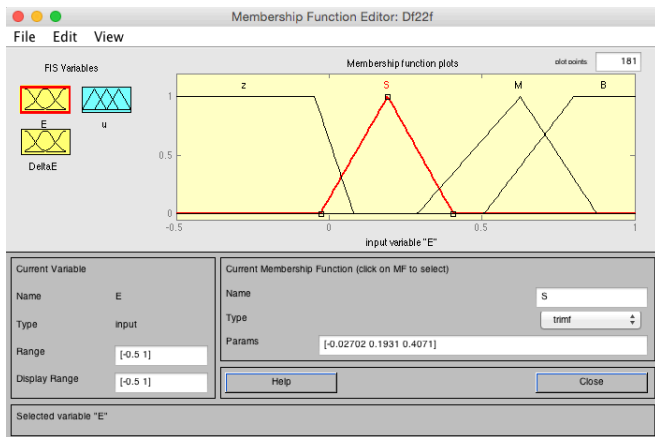 Membership Function Editor: Df22f
File Edit View
FIS Variables
E
u
DeltaE
Membership function plots
plot points
181
z
S
M
B
1
0.5
0
-0.5
0
0.5
1
input variable "E"
Current Variable
Name E
Type input
Range [-0.5 1]
Display Range [-0.5 1]
Current Membership Function (click on MF to select)
Name S
Type trimf
Params [-0.02702 0.1931 0.4071]
Help Close
Selected variable "E"